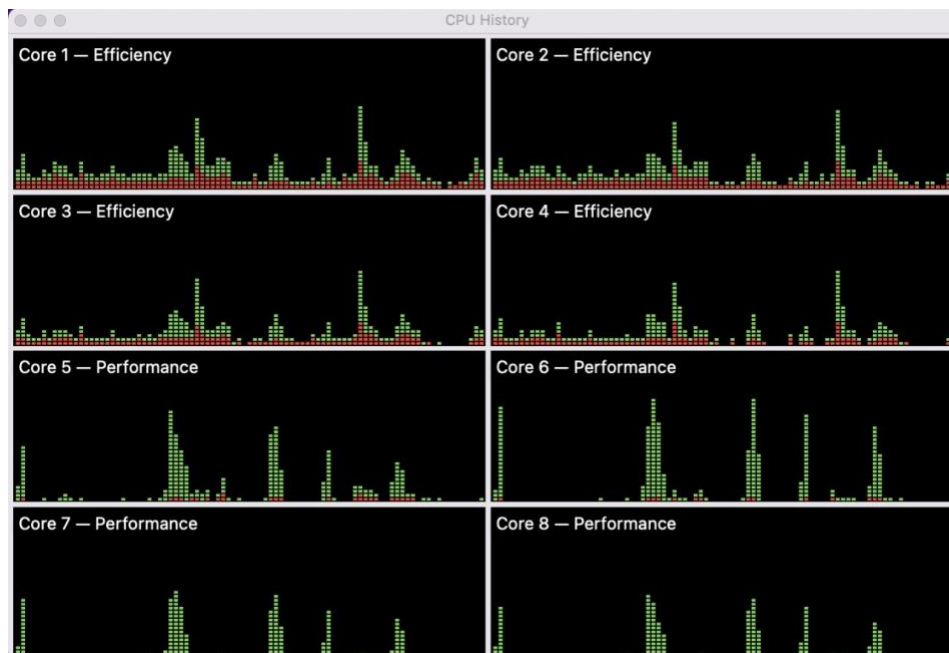 CPU History
Core 1 — Efficiency
Core 2 — Efficiency
Core 3 — Efficiency
Core 4 — Efficiency
Core 5 — Performance
Core 6 — Performance
Core 7 — Performance
Core 8 — Performance